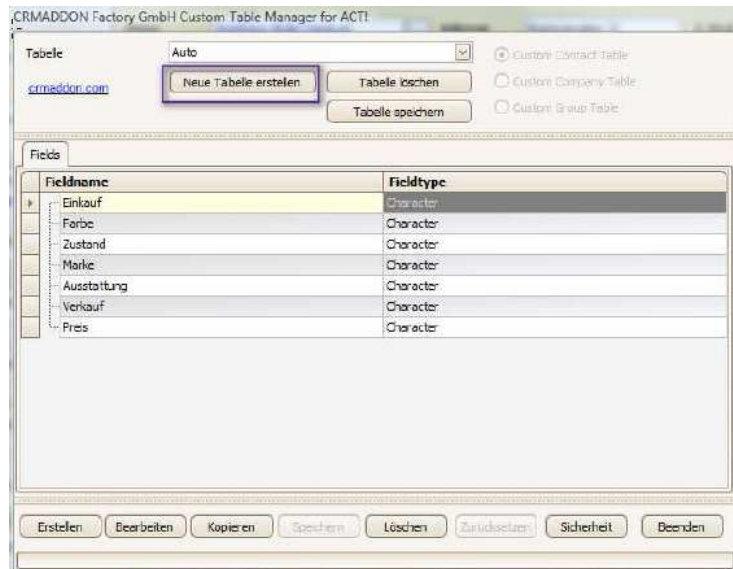 CRMADDON Factory GmbH Custom Table Manager for ACT!
Tabelle Auto Custom Contact Table
crmaddon.com Neue Tabelle erstellen Tabelle löschen Custom Company Table
Tabelle speichern Custom Group Table
Fields
Fieldname Fieldtype
Einkauf Character
Farbe Character
Zustand Character
Marke Character
Ausstattung Character
Verkauf Character
Preis Character
Erstellen Bearbeiten Kopieren Speichern Löschen Zurücksetzen Sicherheit Beenden